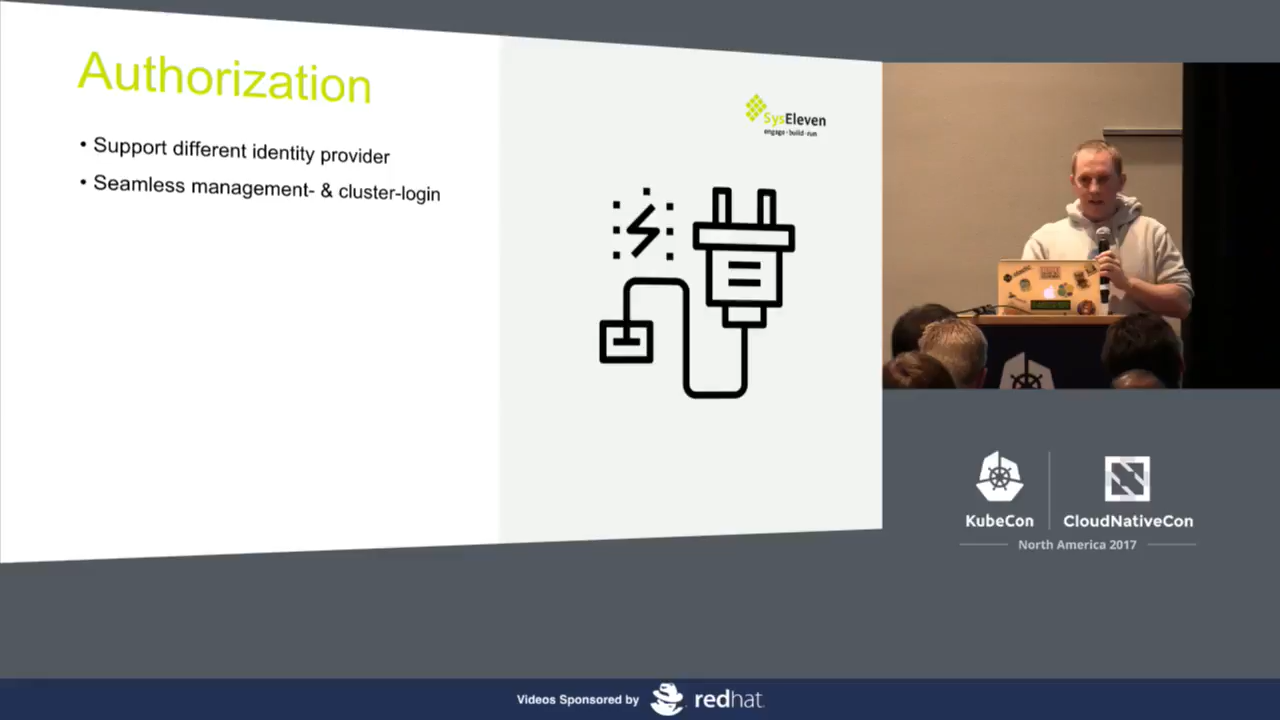 Authorization
• Support different identity provider
• Seamless management- & cluster-login
SysEleven
engage·build·run
KubeCon
CloudNativeCon
North America 2017
Videos Sponsored by
redhat.